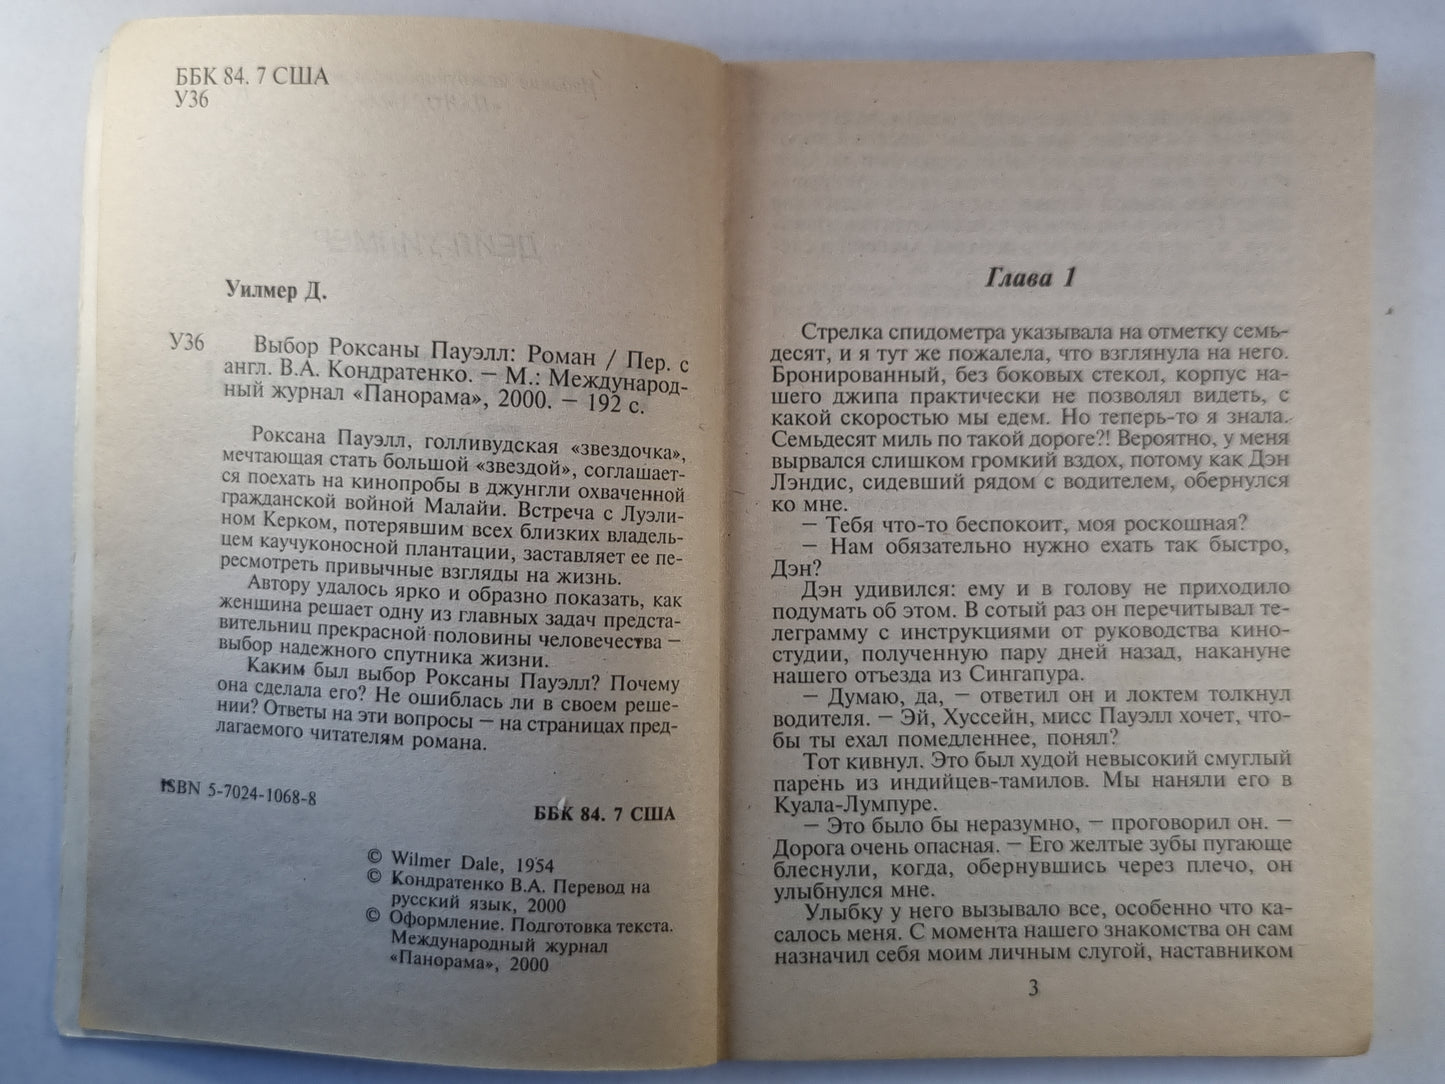 ББК 84. 7 США
У36
Уилмер Д.
У36 Выбор Роксаны Пауэлл: Роман / Пер. с
англ. В.А. Кондратенко. – М.: Международ-
ный журнал «Панорама», 2000. – 192 с.
Роксана Пауэлл, голливудская «звездочка»,
мечтающая стать большой «звездой», соглашает-
ся поехать на кинопробы в джунгли охваченной
гражданской войной Малайи. Встреча с Луэли-
ном Керком, потерявшим всех близких владель-
цем каучуконосной плантации, заставляет ее пе-
ресмотреть привычные взгляды на жизнь.
Автору удалось ярко и образно показать, как
женщина решает одну из главных задач предста-
вительниц прекрасной половины человечества –
выбор надежного спутника жизни.
Каким был выбор Роксаны Пауэлл? Почему
она сделала его? Не ошиблась ли в своем реше-
нии? Ответы на эти вопросы – на страницах пред-
лагаемого читателям романа.
ISBN 5-7024-1068-8
ББК 84. 7 США
© Wilmer Dale, 1954
© Кондратенко В.А. Перевод на
русский язык, 2000
© Оформление. Подготовка текста.
Международный журнал
«Панорама», 2000
Глава 1
Стрелка спидометра указывала на отметку семь-
десят, и я тут же пожалела, что взглянула на него.
Бронированный, без боковых стекол, корпус на-
шего джипа практически не позволял видеть, с
какой скоростью мы едем. Но теперь-то я знала.
Семьдесят миль по такой дороге?! Вероятно, у меня
вырвался слишком громкий вздох, потому как Дэн
Лэндис, сидевший рядом с водителем, обернулся
ко мне.
– Тебя что-то беспокоит, моя роскошная?
– Нам обязательно нужно ехать так быстро,
Дэн?
Дэн удивился: ему и в голову не приходило
подумать об этом. В сотый раз он перечитывал те-
леграмму с инструкциями от руководства кино-
студии, полученную пару дней назад, накануне
нашего отъезда из Сингапура.
– Думаю, да, – ответил он и локтем толкнул
водителя. – Эй, Хуссейн, мисс Пауэлл хочет, что-
бы ты ехал помедленнее, понял?
Тот кивнул. Это был худой невысокий смуглый
парень из индийцев-тамилов. Мы наняли его в
Куала-Лумпуре.
– Это было бы неразумно, – проговорил он. –
Дорога очень опасная. – Его желтые зубы пугающе
блеснули, когда, обернувшись через плечо, он
улыбнулся мне.
Улыбку у него вызывало все, особенно что ка-
салось меня. С момента нашего знакомства он сам
назначил себя моим личным слугой, наставником
3